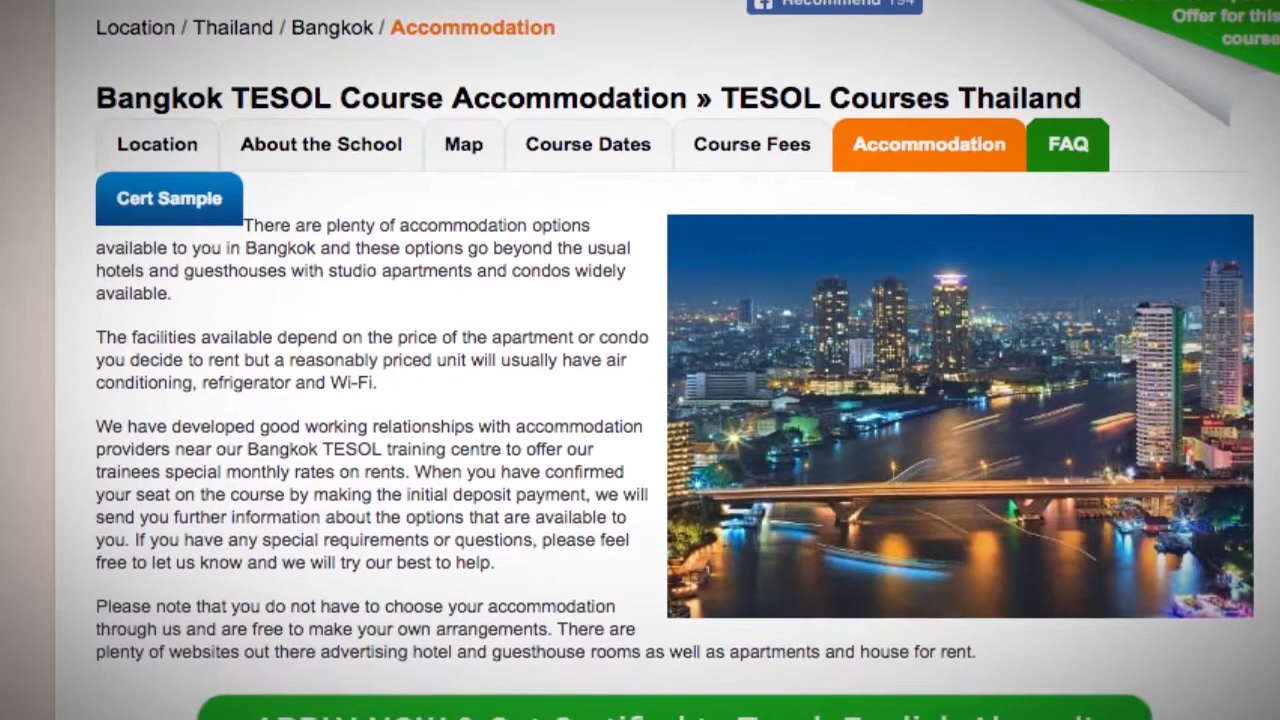 Recommend 194
Offer for this
course
Location / Thailand / Bangkok / Accommodation
Bangkok TESOL Course Accommodation » TESOL Courses Thailand
Location
About the School
Map
Course Dates
Course Fees
Accommodation
FAQ
Cert Sample
There are plenty of accommodation options
available to you in Bangkok and these options go beyond the usual
hotels and guesthouses with studio apartments and condos widely
available.
The facilities available depend on the price of the apartment or condo
you decide to rent but a reasonably priced unit will usually have air
conditioning, refrigerator and Wi-Fi.
We have developed good working relationships with accommodation
providers near our Bangkok TESOL training centre to offer our
trainees special monthly rates on rents. When you have confirmed
your seat on the course by making the initial deposit payment, we will
send you further information about the options that are available to
you. If you have any special requirements or questions, please feel
free to let us know and we will try our best to help.
Please note that you do not have to choose your accommodation
through us and are free to make your own arrangements. There are
plenty of websites out there advertising hotel and guesthouse rooms as well as apartments and house for rent.